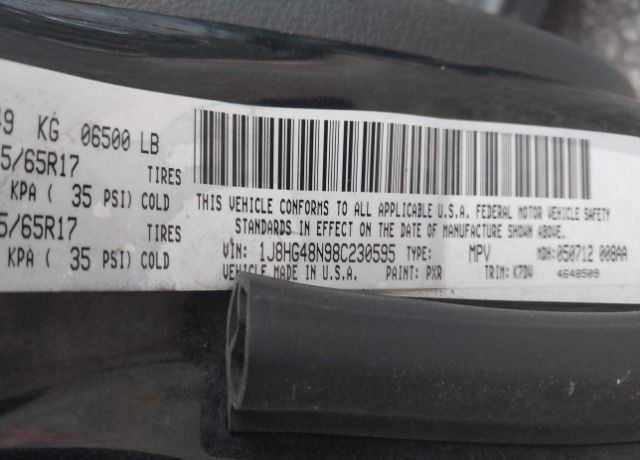 49 KG 06500 LB
5/65R17 TIRES
KPA ( 35 PSI) COLD
5/65R17 TIRES
KPA ( 35 PSI) COLD
THIS VEHICLE CONFORMS TO ALL APPLICABLE U.S.A. FEDERAL MOTOR VEHICLE SAFETY
STANDARDS IN EFFECT ON THE DATE OF MANUFACTURE SHOWN ABOVE.
VIN: 1J8HG48N98C230595 TYPE: MPV MDH: 050712 008AA
VEHICLE MADE IN U.S.A. PAINT: PXR TRIM: K7DV
4648509